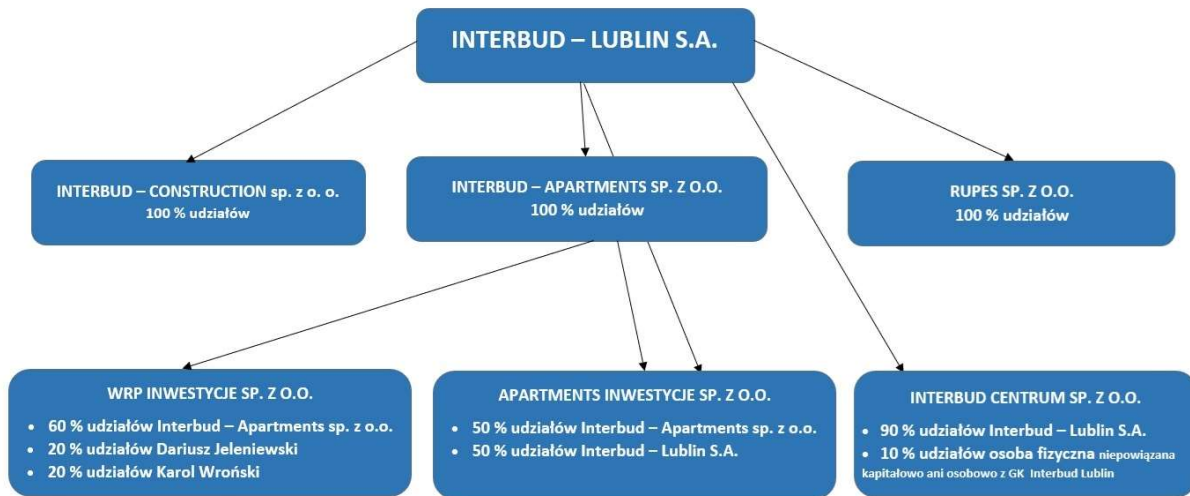 INTERBUD – LUBLIN S.A.
INTERBUD – CONSTRUCTION sp. z o. o.
100 % udziałów
INTERBUD – APARTMENTS SP. Z O.O.
100 % udziałów
RUPES SP. Z O.O.
100 % udziałów
WRP INWESTYCJE SP. Z O.O.
• 60 % udziałów Interbud – Apartments sp. z o.o.
• 20 % udziałów Dariusz Jeleniewski
• 20 % udziałów Karol Wroński
APARTMENTS INWESTYCJE SP. Z O.O.
• 50 % udziałów Interbud – Apartments sp. z o.o.
• 50 % udziałów Interbud – Lublin S.A.
INTERBUD CENTRUM SP. Z O.O.
• 90 % udziałów Interbud – Lublin S.A.
• 10 % udziałów osoba fizyczna niepowiązana
kapitałowo ani osobowo z GK Interbud Lublin